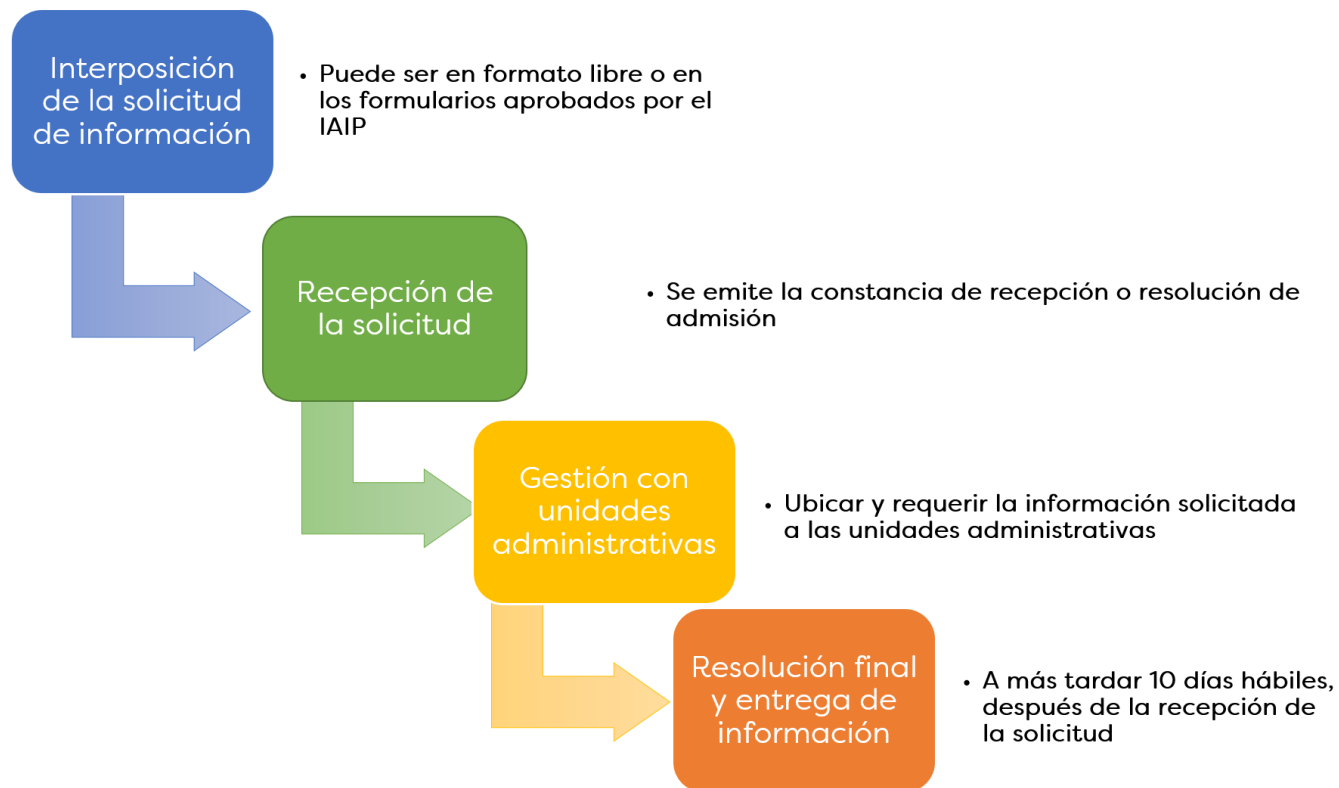 Interposición
de la solicitud
de información
• Puede ser en formato libre o en
los formularios aprobados por el
IAIP
Recepción de
la solicitud
• Se emite la constancia de recepción o resolución de
admisión
Gestión con
unidades
administrativas
• Ubicar y requerir la información solicitada
a las unidades administrativas
Resolución final
y entrega de
información
• A más tardar 10 días hábiles,
después de la recepción de
la solicitud